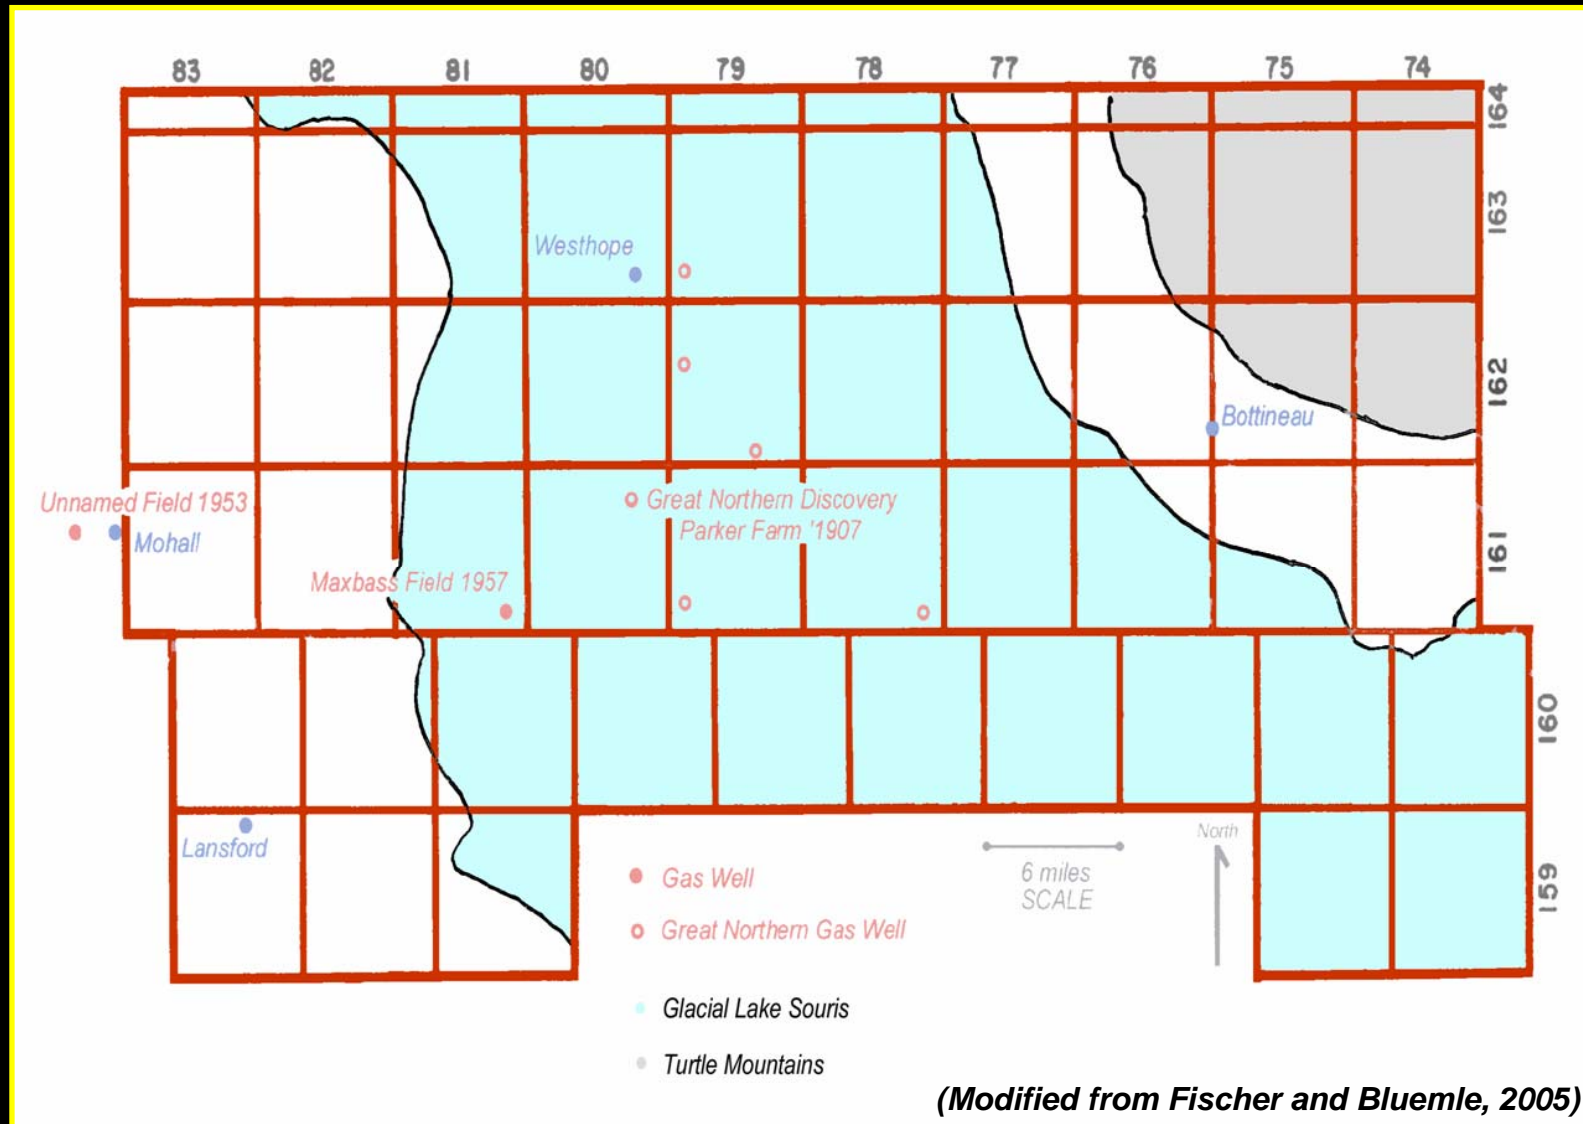 83 82 81 80 79 78 77 76 75 74
164
163
Westhope
162
Bottineau
Unnamed Field 1953
Great Northern Discovery
Parker Farm '1907
Mohall
161
Maxbass Field 1957
160
Lansford
North
159
6 miles
SCALE
Gas Well
Great Northern Gas Well
Glacial Lake Souris
Turtle Mountains
(Modified from Fischer and Bluemle, 2005)